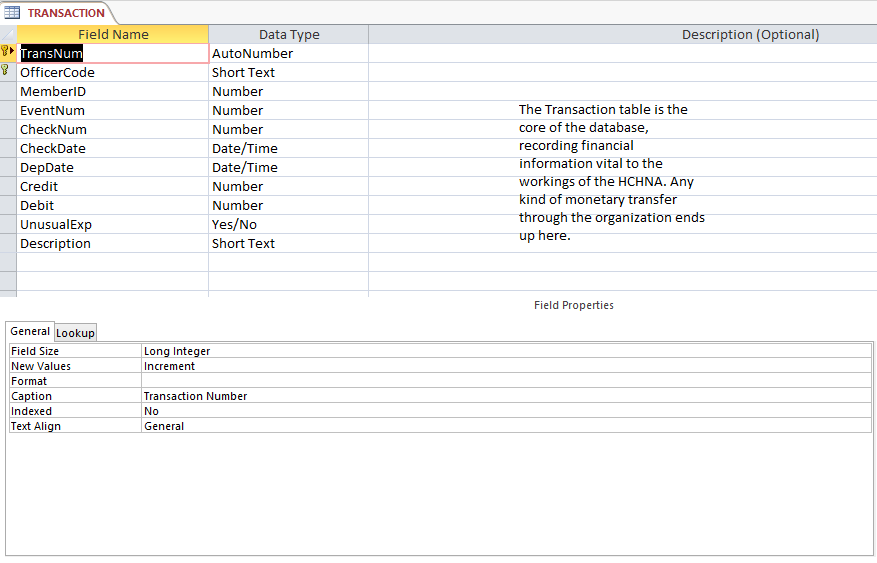 TRANSACTION
Field Name Data Type Description (Optional)
TransNum AutoNumber
OfficerCode Short Text
MemberID Number
EventNum Number
CheckNum Number
CheckDate Date/Time
DepDate Date/Time
Credit Number
Debit Number
UnusualExp Yes/No
Description Short Text
The Transaction table is the
core of the database,
recording financial
information vital to the
workings of the HCHNA. Any
kind of monetary transfer
through the organization ends
up here.
Field Properties
General Lookup
Field Size Long Integer
New Values Increment
Format
Caption Transaction Number
Indexed No
Text Align General